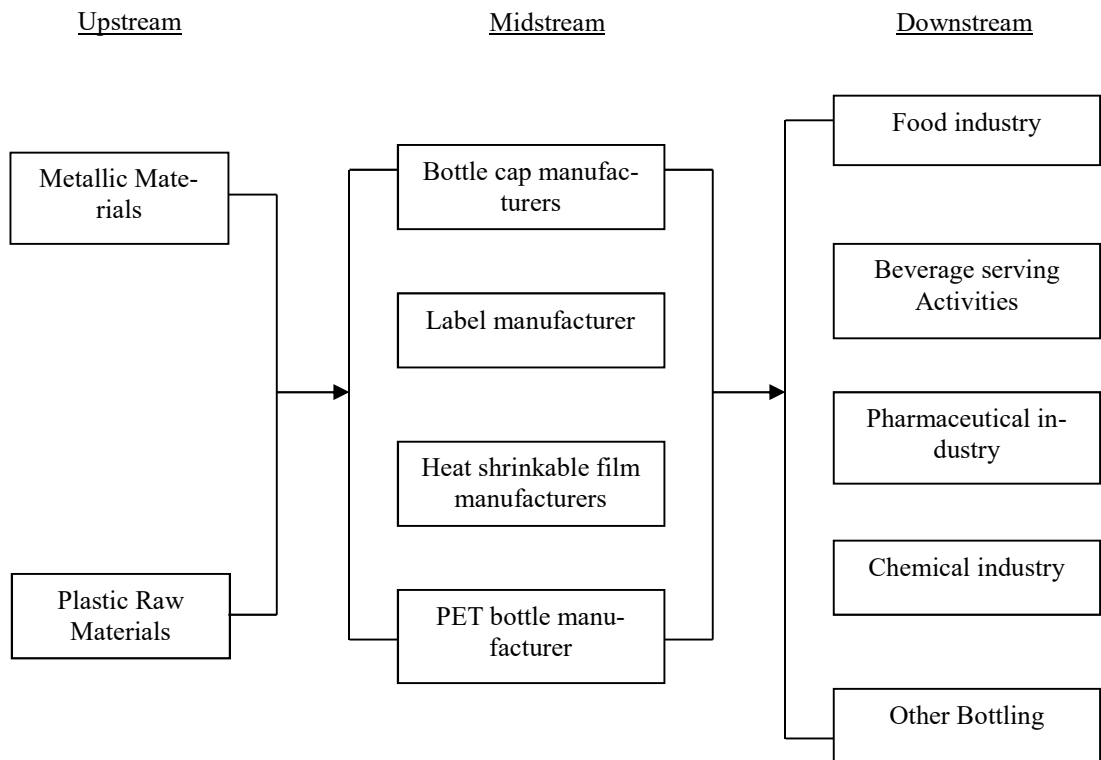 Upstream
Midstream
Downstream
Metallic Mate-
rials
Plastic Raw
Materials
Bottle cap manufac-
turers
Label manufacturer
Heat shrinkable film
manufacturers
PET bottle manu-
facturer
Food industry
Beverage serving
Activities
Pharmaceutical in-
dustry
Chemical industry
Other Bottling